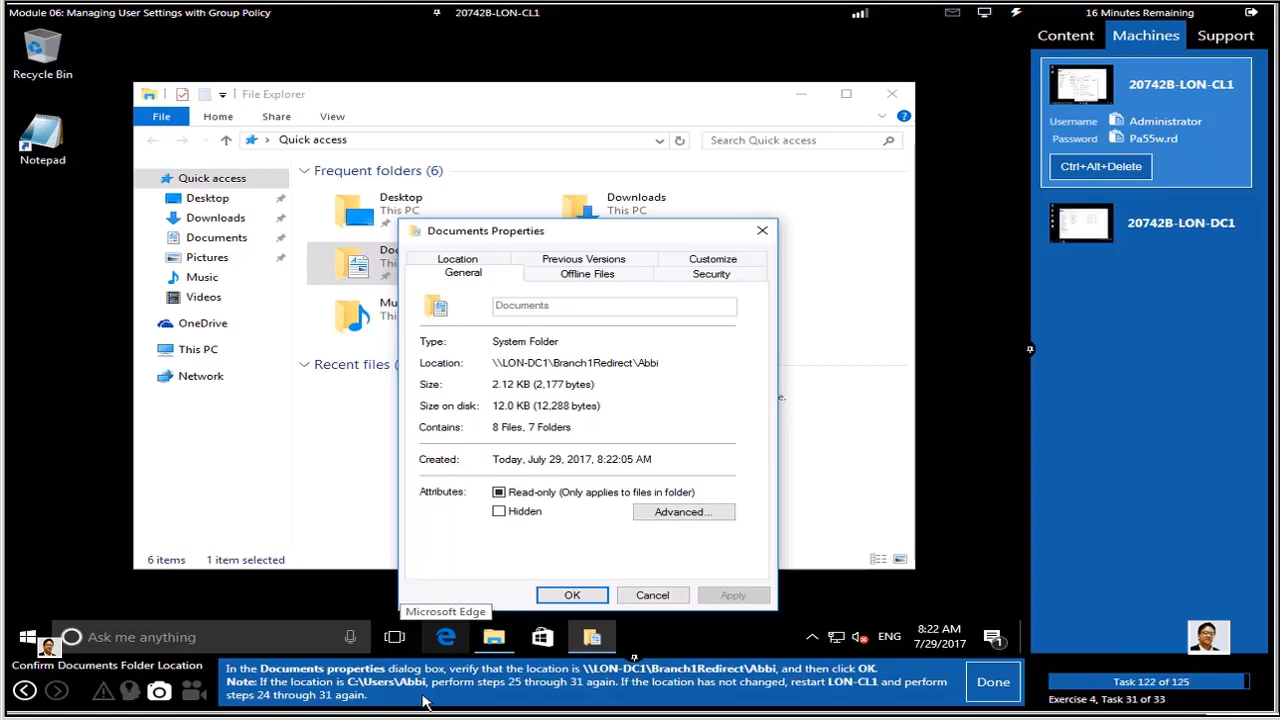 Module 06: Managing User Settings with Group Policy
20742B-LON-CL1
16 Minutes Remaining
Content Machines Support
Recycle Bin
Notepad
File Explorer
File Home Share View
Quick access
Search Quick access
Quick access
Desktop
Downloads
Documents
Pictures
Music
Videos
OneDrive
This PC
Network
Frequent folders (6)
Desktop
This PC
Downloads
This PC
Recent files
6 items 1 item selected
Documents Properties
Location Previous Versions Customize
General Offline Files Security
Documents
Type: System Folder
Location: \\LON-DC1\Branch1Redirect\Abbi
Size: 2.12 KB (2,177 bytes)
Size on disk: 12.0 KB (12,288 bytes)
Contains: 8 Files, 7 Folders
Created: Today, July 29, 2017, 8:22:05 AM
Attributes: Read-only (Only applies to files in folder)
Hidden Advanced...
OK Cancel Apply
Microsoft Edge
Ask me anything
ENG
8:22 AM
7/29/2017
1
20742B-LON-CL1
Username Administrator
Password Pa55w.rd
Ctrl+Alt+Delete
20742B-LON-DC1
Confirm Documents Folder Location
In the Documents properties dialog box, verify that the location is \\LON-DC1\Branch1Redirect\Abbi, and then click OK.
Note: If the location is C:\Users\Abbi, perform steps 25 through 31 again. If the location has not changed, restart LON-CL1 and perform
steps 24 through 31 again.
Done
Task 122 of 125
Exercise 4, Task 31 of 33